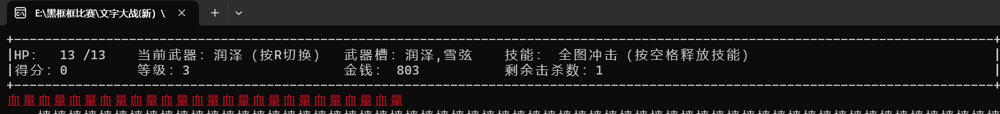 E:\黑框框比赛\文字大战(新) \
HP: 13 /13 当前武器: 润泽 (按R切换) 武器槽: 润泽,雪弦 技能: 全图冲击 (按空格释放技能)
得分: 0 等级: 3 金钱: 803 剩余击杀数: 1
血量血量血量血量血量血量血量血量血量血量血量血量血量